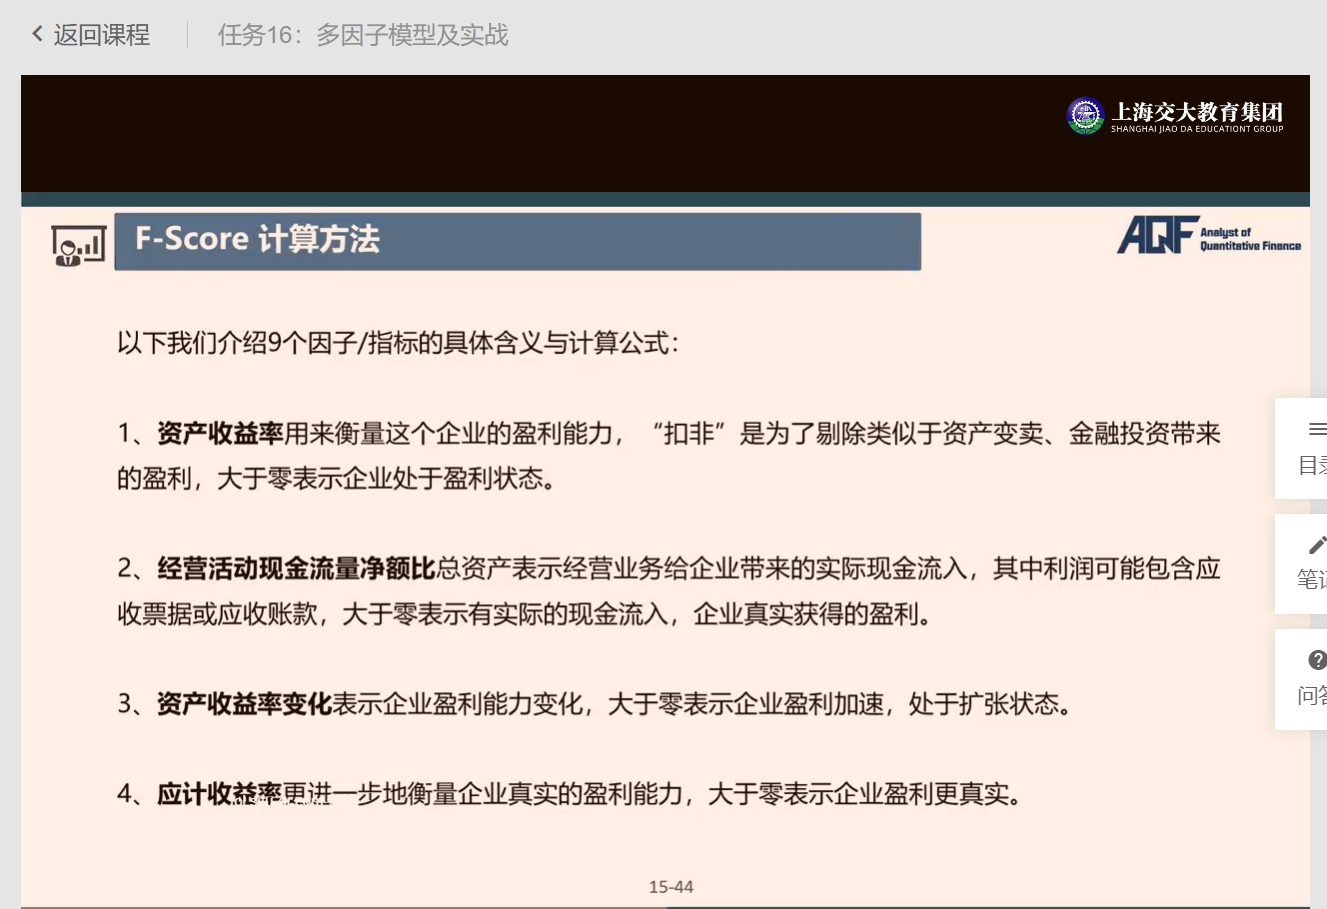 返回课程
任务16：多因子模型及实战
上海交大教育集团
SHANGHAI JIAO DA EDUCATIONT GROUP
F-Score 计算方法
AQF Analyst of
Quantitative Finance
以下我们介绍9个因子/指标的具体含义与计算公式：
1、资产收益率用来衡量这个企业的盈利能力，“扣非”是为了剔除类似于资产变卖、金融投资带来
的盈利，大于零表示企业处于盈利状态。
2、经营活动现金流量净额比总资产表示经营业务给企业带来的实际现金流入，其中利润可能包含应
收票据或应收账款，大于零表示有实际的现金流入，企业真实获得的盈利。
3、资产收益率变化表示企业盈利能力变化，大于零表示企业盈利加速，处于扩张状态。
4、应计收益率更进一步地衡量企业真实的盈利能力，大于零表示企业盈利更真实。
15-44
目录
笔记
问答